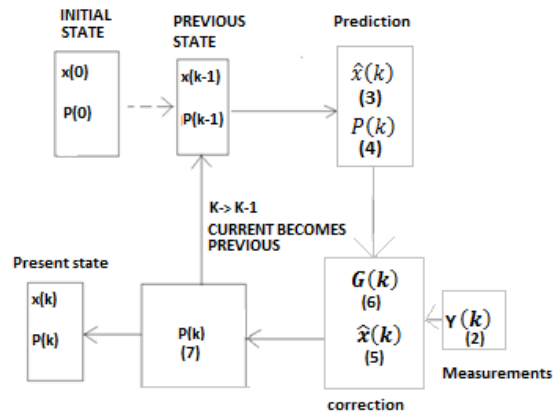 INITIAL
STATE
x(0)
P(0)
PREVIOUS
STATE
x(k-1)
P(k-1)
Prediction
x̂(k)
(3)
P(k)
(4)
K-> K-1
CURRENT BECOMES
PREVIOUS
Present state
x(k)
P(k)
P(k)
(7)
G(k)
(6)
x̂(k)
(5)
correction
Y (k)
(2)
Measurements